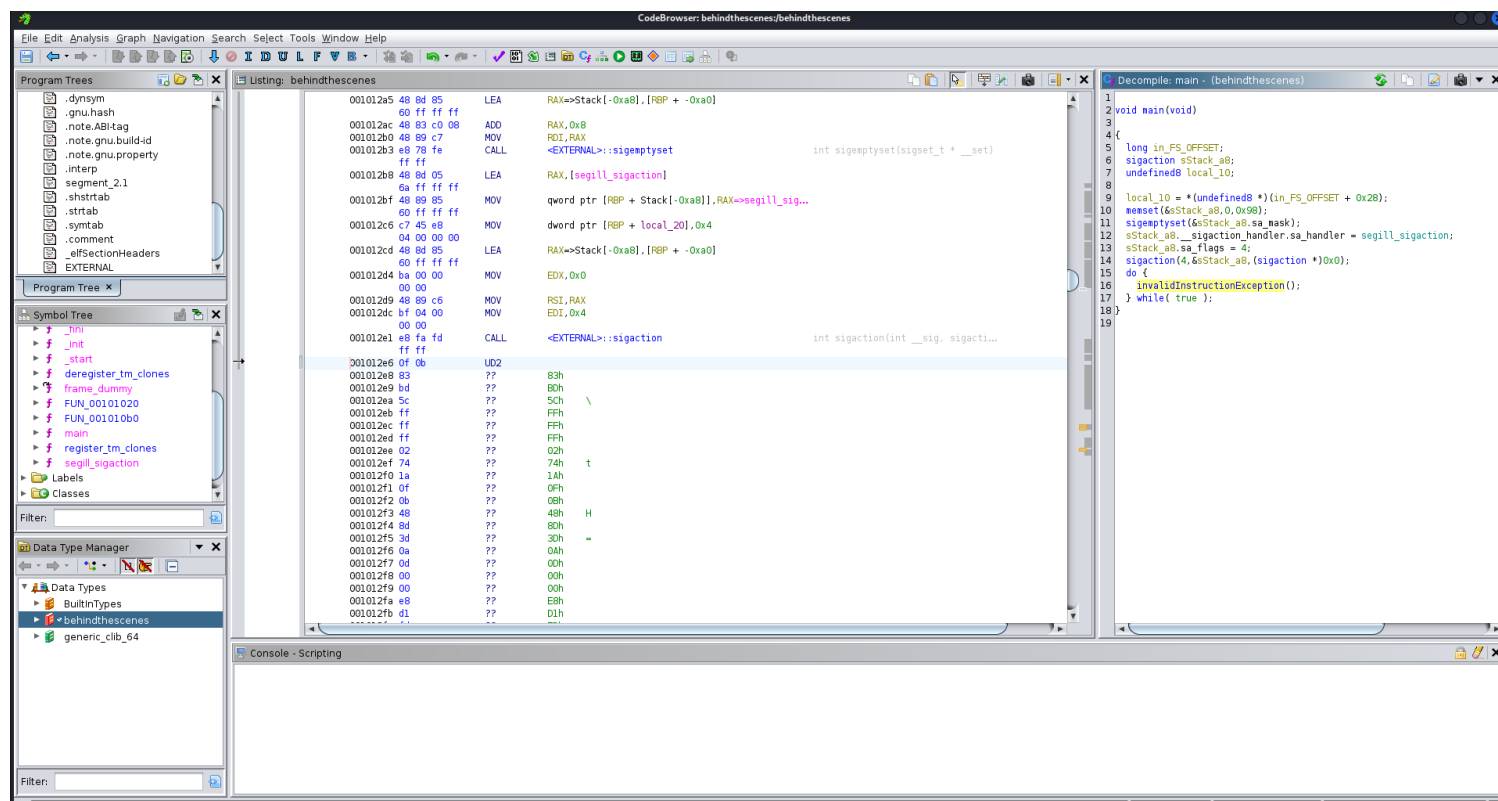 CodeBrowser: behindthescenes:/behindthescenes
File Edit Analysis Graph Navigation Search Select Tools Window Help
I D U L F V B
Program Trees
.dynsym
.gnu.hash
.note.ABI-tag
.note.gnu.build-id
.note.gnu.property
.interp
segment_2.1
.shstrtab
.strtab
.symtab
.comment
_elfSectionHeaders
EXTERNAL
Program Tree ×
Symbol Tree
f _fini
f _init
f _start
f deregister_tm_clones
f frame_dummy
f FUN_00101020
f FUN_001010b0
f main
f register_tm_clones
f segill_sigaction
Labels
Classes
Filter:
Data Type Manager
Data Types
BuiltInTypes
behindthescenes
generic_clib_64
Filter:
Listing: behindthescenes
001012a5 48 8d 85 LEA RAX=>Stack[-0xa8],[RBP + -0xa0]
60 ff ff ff
001012ac 48 83 c0 08 ADD RAX,0x8
001012b0 48 89 c7 MOV RDI,RAX
001012b3 e8 78 fe CALL <EXTERNAL>::sigemptyset int sigemptyset(sigset_t * __set)
ff ff
001012b8 48 8d 05 LEA RAX,[segill_sigaction]
6a ff ff ff
001012bf 48 89 85 MOV qword ptr [RBP + Stack[-0xa8]],RAX=>segill_sig...
60 ff ff ff
001012c6 c7 45 e8 MOV dword ptr [RBP + local_20],0x4
04 00 00 00
001012cd 48 8d 85 LEA RAX=>Stack[-0xa8],[RBP + -0xa0]
60 ff ff ff
001012d4 ba 00 00 MOV EDX,0x0
00 00
001012d9 48 89 c6 MOV RSI,RAX
001012dc bf 04 00 MOV EDI,0x4
00 00
001012e1 e8 fa fd CALL <EXTERNAL>::sigaction int sigaction(int __sig, sigacti...
ff ff
001012e6 0f 0b UD2
001012e8 83 ?? 83h
001012e9 bd ?? BDh
001012ea 5c ?? 5Ch \
001012eb ff ?? FFh
001012ec ff ?? FFh
001012ed ff ?? FFh
001012ee 02 ?? 02h
001012ef 74 ?? 74h t
001012f0 1a ?? 1Ah
001012f1 0f ?? 0Fh
001012f2 0b ?? 0Bh
001012f3 48 ?? 48h H
001012f4 8d ?? 8Dh
001012f5 3d ?? 3Dh =
001012f6 0a ?? 0Ah
001012f7 0d ?? 0Dh
001012f8 00 ?? 00h
001012f9 00 ?? 00h
001012fa e8 ?? E8h
001012fb d1 ?? D1h
Decompile: main - (behindthescenes)
1
2 void main(void)
3
4 {
5 long in_FS_OFFSET;
6 sigaction sStack_a8;
7 undefined8 local_10;
8
9 local_10 = *(undefined8 *)(in_FS_OFFSET + 0x28);
10 memset(&sStack_a8,0,0x98);
11 sigemptyset(&sStack_a8.sa_mask);
12 sStack_a8.__sigaction_handler.sa_handler = segill_sigaction;
13 sStack_a8.sa_flags = 4;
14 sigaction(4,&sStack_a8,(sigaction *)0x0);
15 do {
16 invalidInstructionException();
17 } while( true );
18 }
19
Console - Scripting